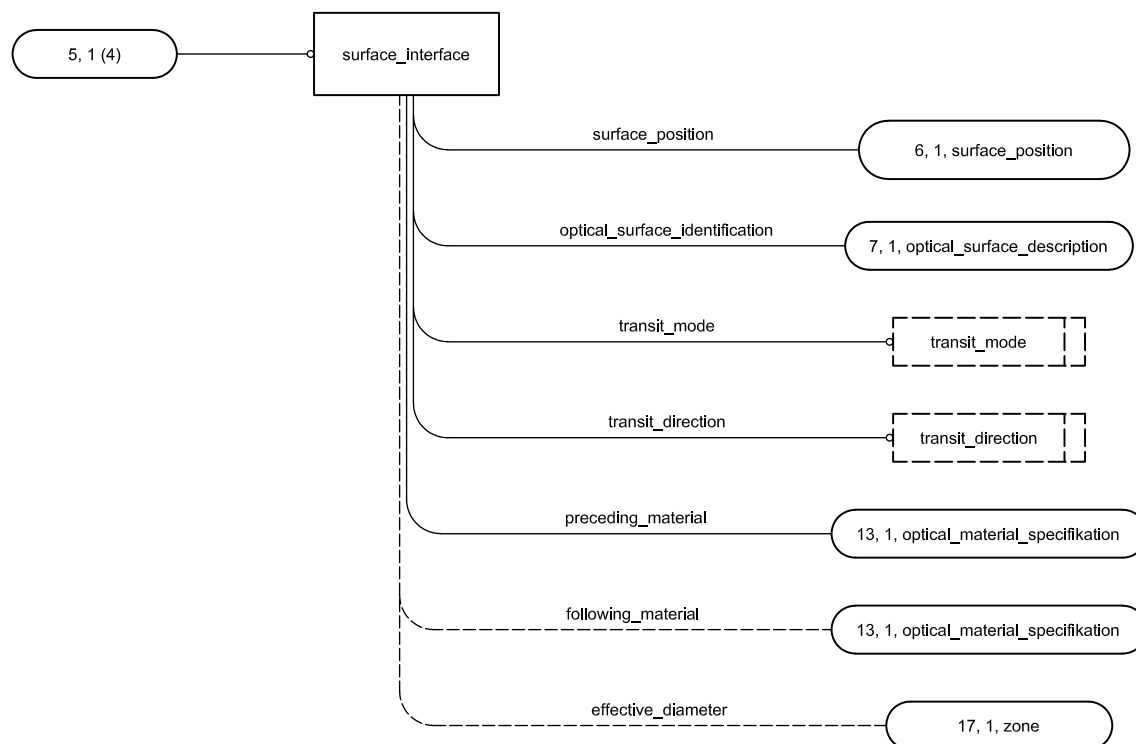 5, 1 (4)
surface_interface
surface_position
6, 1, surface_position
optical_surface_identification
7, 1, optical_surface_description
transit_mode
transit_mode
transit_direction
transit_direction
preceding_material
13, 1, optical_material_specifikation
following_material
13, 1, optical_material_specifikation
effective_diameter
17, 1, zone